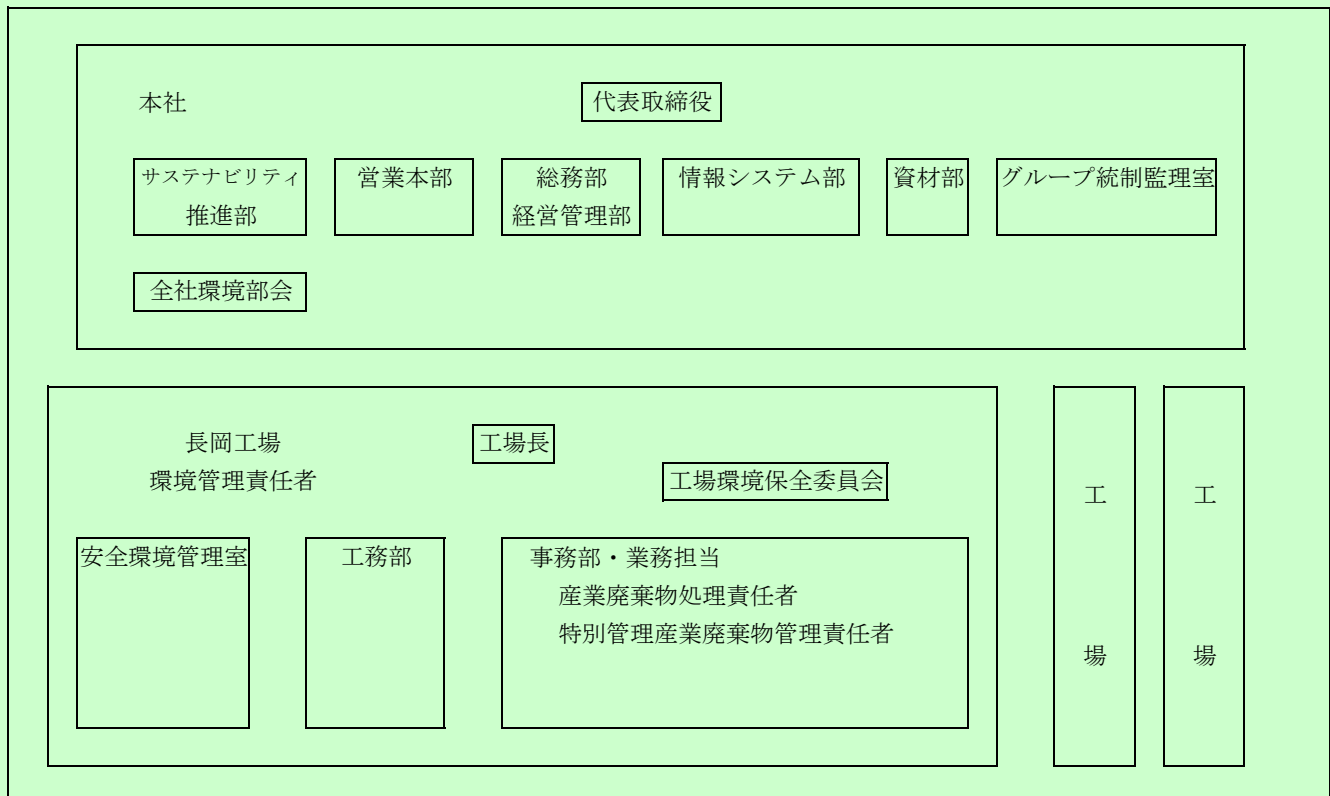 本社
代表取締役
サステナビリティ
推進部
営業本部
総務部
経営管理部
情報システム部
資材部
グループ統制監理室
全社環境部会
長岡工場
環境管理責任者
工場長
工場環境保全委員会
安全環境管理室
工務部
事務部・業務担当
産業廃棄物処理責任者
特別管理産業廃棄物管理責任者
工場
工場